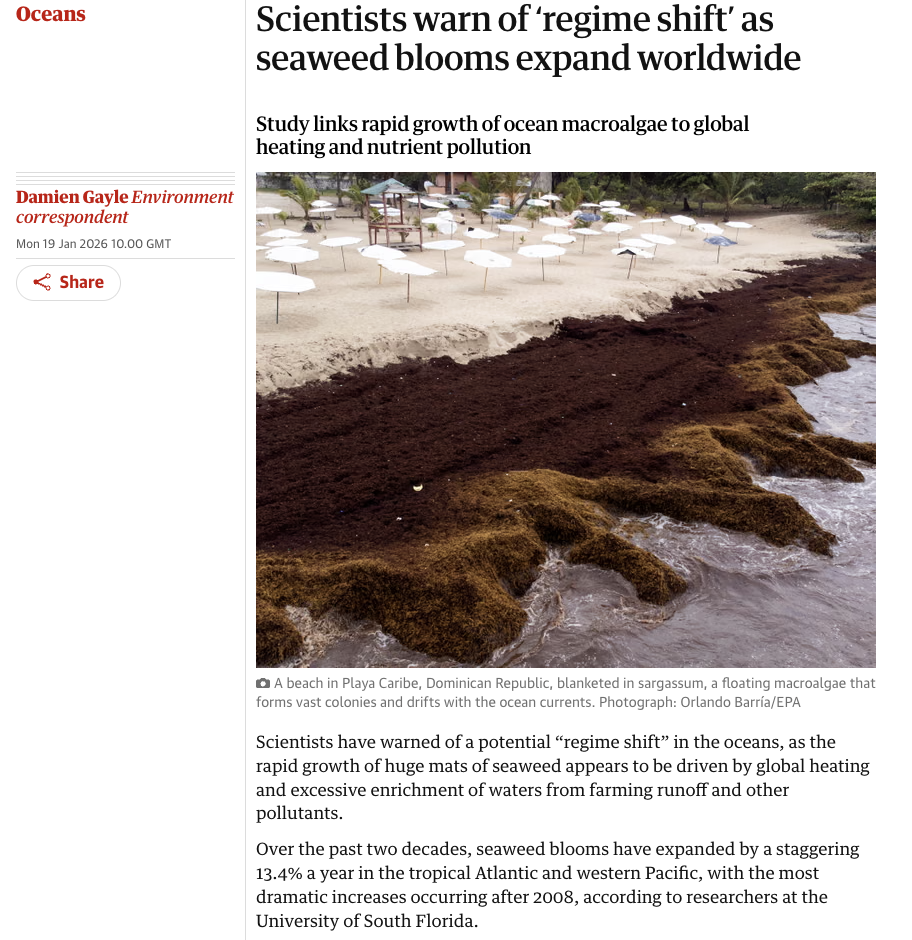 Oceans
Scientists warn of ‘regime shift’ as
seaweed blooms expand worldwide
Study links rapid growth of ocean macroalgae to global
heating and nutrient pollution
Damien Gayle Environment
correspondent
Mon 19 Jan 2026 10.00 GMT
Share
A beach in Playa Caribe, Dominican Republic, blanketed in sargassum, a floating macroalgae that
forms vast colonies and drifts with the ocean currents. Photograph: Orlando Barría/EPA
Scientists have warned of a potential “regime shift” in the oceans, as the
rapid growth of huge mats of seaweed appears to be driven by global heating
and excessive enrichment of waters from farming runoff and other
pollutants.
Over the past two decades, seaweed blooms have expanded by a staggering
13.4% a year in the tropical Atlantic and western Pacific, with the most
dramatic increases occurring after 2008, according to researchers at the
University of South Florida.